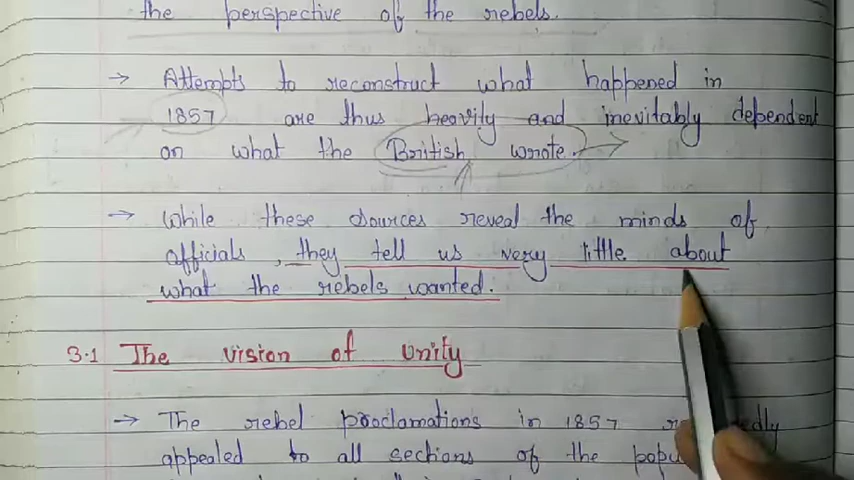 the perspective of the rebels.
→ Attempts to reconstruct what happened in
1857 are thus heavily and inevitably dependent
on what the British wrote.
→ While these sources reveal the minds of
officials, they tell us very little about
what the rebels wanted.
3.1 The vision of Unity
→ The rebel proclamations in 1857
appealed to all sections of the